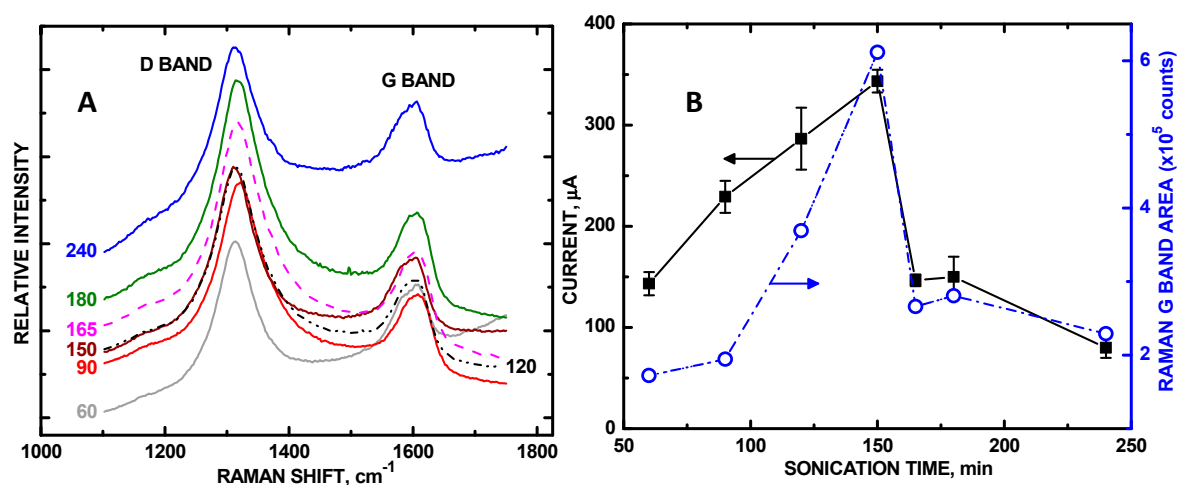 A
D BAND
G BAND
240
180
165
150
90
60
120
RELATIVE INTENSITY
1000 1200 1400 1600 1800
RAMAN SHIFT, cm⁻¹
B
400
300
200
100
0
CURRENT, µA
6
4
2
RAMAN G BAND AREA (x10⁵ counts)
50 100 150 200 250
SONICATION TIME, min